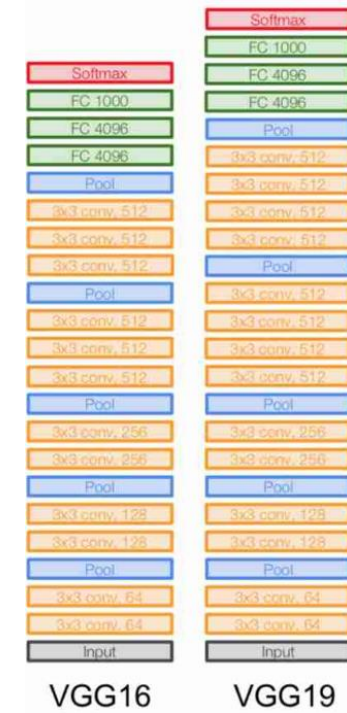 Softmax
FC 1000
FC 4096
FC 4096
Pool
3x3 conv, 512
3x3 conv, 512
3x3 conv, 512
Pool
3x3 conv, 512
3x3 conv, 512
3x3 conv, 512
Pool
3x3 conv, 256
3x3 conv, 256
Pool
3x3 conv, 128
3x3 conv, 128
Pool
3x3 conv, 64
3x3 conv, 64
Input
VGG16
Softmax
FC 1000
FC 4096
FC 4096
Pool
3x3 conv, 512
3x3 conv, 512
3x3 conv, 512
3x3 conv, 512
Pool
3x3 conv, 512
3x3 conv, 512
3x3 conv, 512
3x3 conv, 512
Pool
3x3 conv, 256
3x3 conv, 256
Pool
3x3 conv, 128
3x3 conv, 128
Pool
3x3 conv, 64
3x3 conv, 64
Input
VGG19